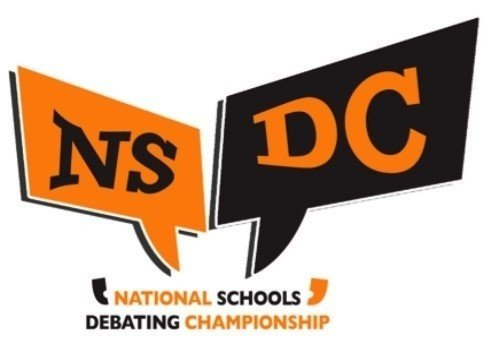 NS DC
‘ NATIONAL SCHOOLS ’
DEBATING CHAMPIONSHIP